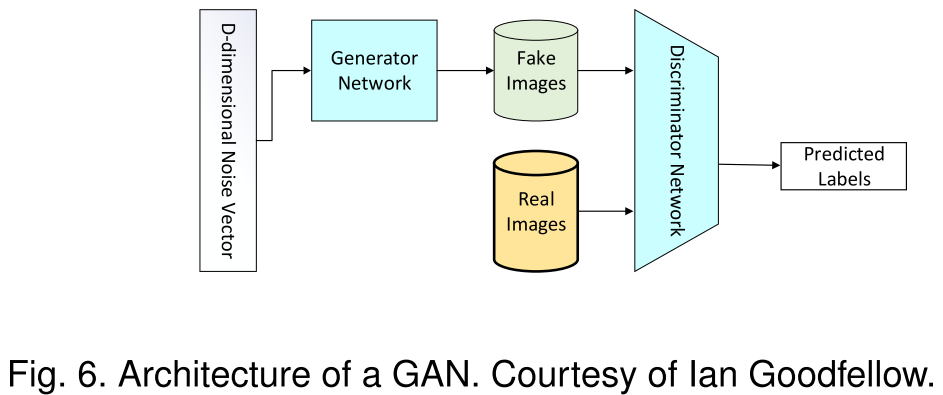 D-dimensional Noise Vector
Generator
Network
Fake
Images
Real
Images
Discriminator Network
Predicted
Labels
Fig. 6. Architecture of a GAN. Courtesy of Ian Goodfellow.